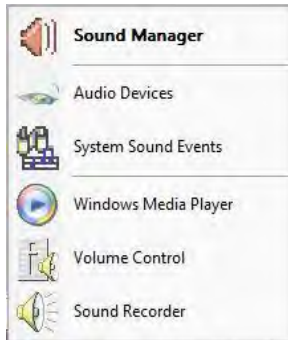 Sound Manager
Audio Devices
System Sound Events
Windows Media Player
Volume Control
Sound Recorder